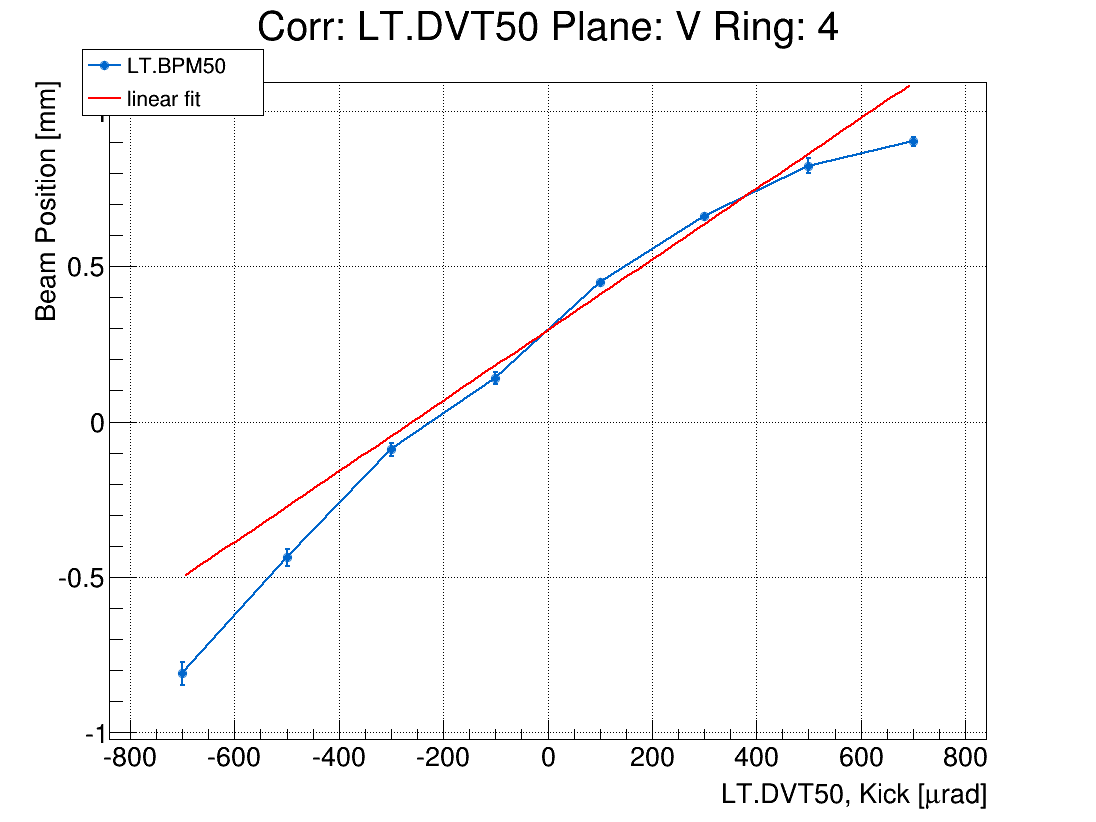 Corr: LT.DVT50 Plane: V Ring: 4
LT.BPM50
linear fit
Beam Position [mm]
0.5
0
-0.5
-1
-800 -600 -400 -200 0 200 400 600 800
LT.DVT50, Kick [μrad]